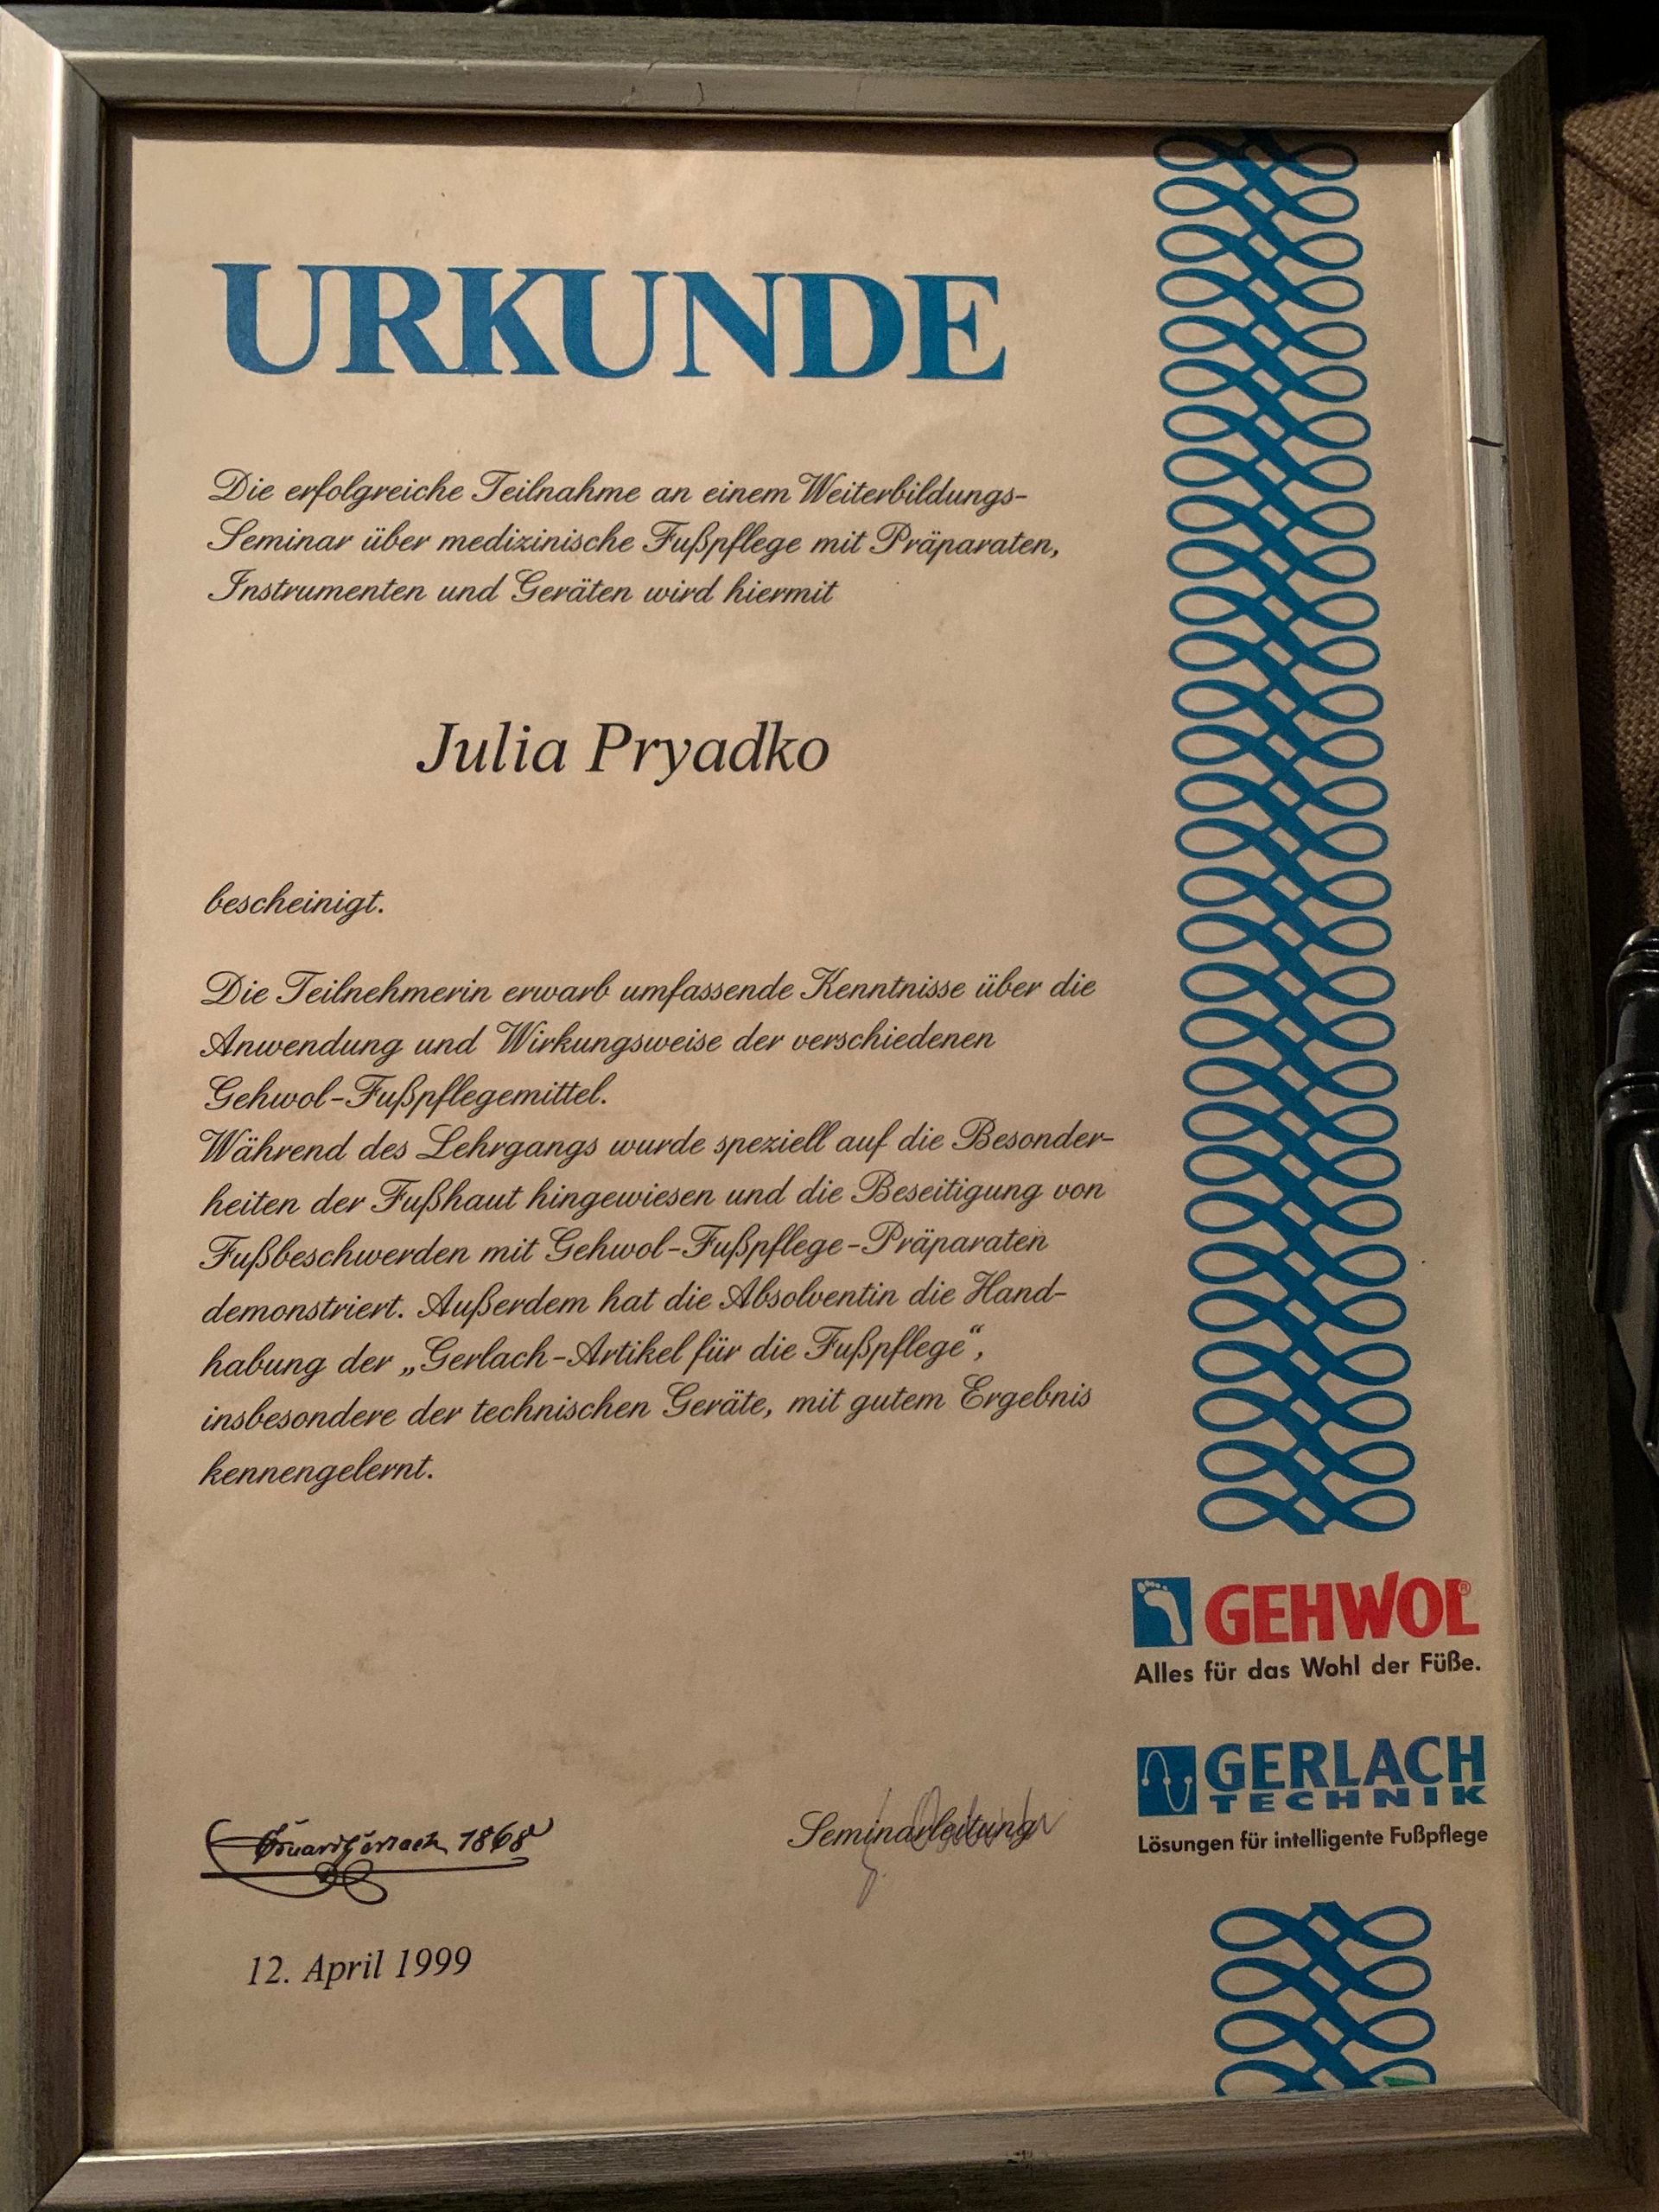 URKUNDE
Die erfolgreiche Teilnahme an einem Weiterbildungs-
Seminar über medizinische Fußpflege mit Präparaten,
Instrumenten und Geräten wird hiermit
Julia Pryadko
bescheinigt.
Die Teilnehmerin erwarb umfassende Kenntnisse über die
Anwendung und Wirkungsweise der verschiedenen
Gehwol-Fußpflegemittel.
Während des Lehrgangs wurde speziell auf die Besonder-
heiten der Fußhaut hingewiesen und die Beseitigung von
Fußbeschwerden mit Gehwol-Fußpflege-Präparaten
demonstriert. Außerdem hat die Absolventin die Hand-
habung der „Gerlach-Artikel für die Fußpflege“,
insbesondere der technischen Geräte, mit gutem Ergebnis
kennengelernt.
GEHWOL®
Alles für das Wohl der Füße.
GERLACH
TECHNIK
Lösungen für intelligente Fußpflege
Eduard Gerlach 1868
Seminarleitung
12. April 1999